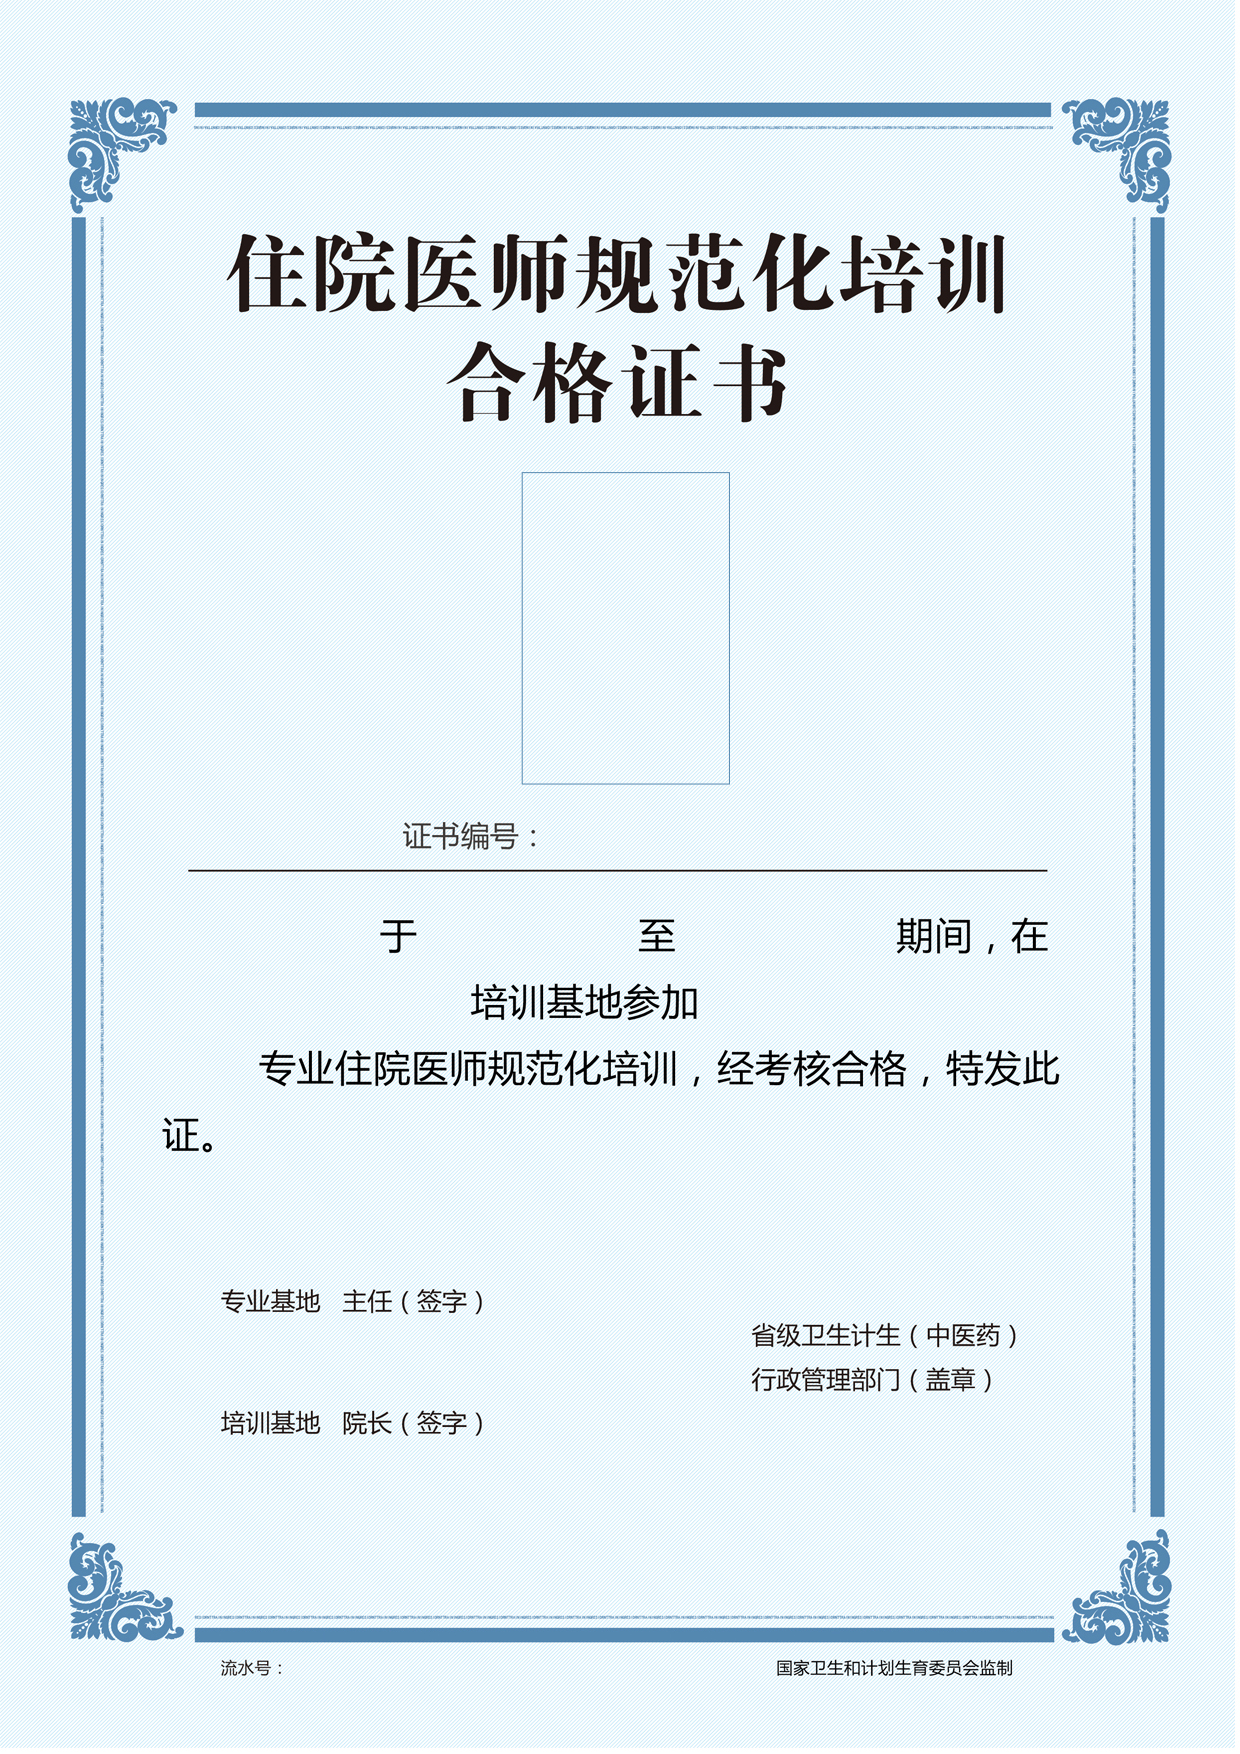 住院医师规范化培训
合格证书
证书编号：
于 至 期间，在
培训基地参加
专业住院医师规范化培训，经考核合格，特发此
证。
专业基地 主任（签字）
省级卫生计生（中医药）
行政管理部门（盖章）
培训基地 院长（签字）
流水号： 国家卫生和计划生育委员会监制